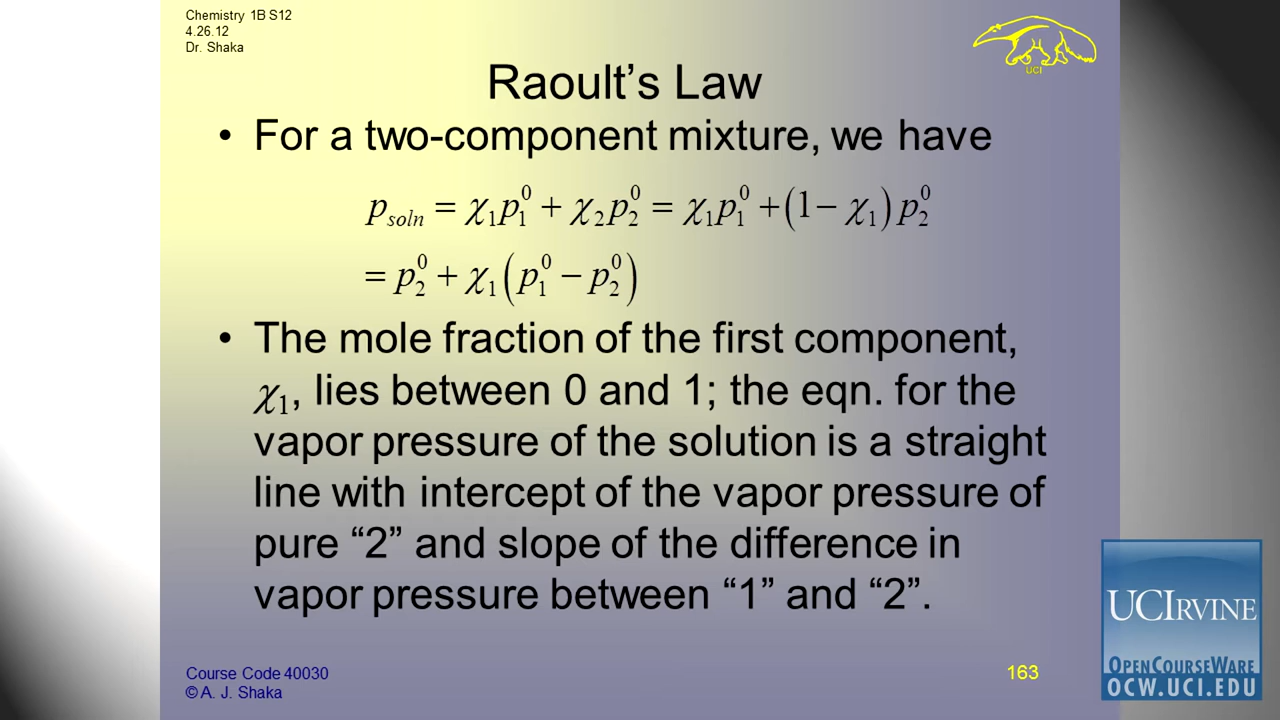 Chemistry 1B S12
4.26.12
Dr. Shaka
UCI
Raoult’s Law
• For a two-component mixture, we have
p_soln = χ₁p₁⁰ + χ₂p₂⁰ = χ₁p₁⁰ + (1 − χ₁) p₂⁰
= p₂⁰ + χ₁(p₁⁰ − p₂⁰)
• The mole fraction of the first component,
χ₁, lies between 0 and 1; the eqn. for the
vapor pressure of the solution is a straight
line with intercept of the vapor pressure of
pure “2” and slope of the difference in
vapor pressure between “1” and “2”.
Course Code 40030
© A. J. Shaka
163
UCIRVINE
OPENCOURSEWARE
OCW.UCI.EDU